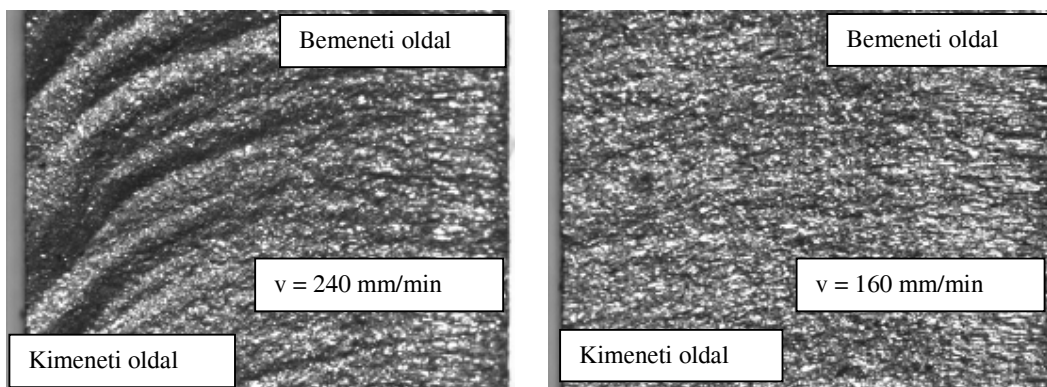 Bemeneti oldal
v = 240 mm/min
Kimeneti oldal
Bemeneti oldal
v = 160 mm/min
Kimeneti oldal